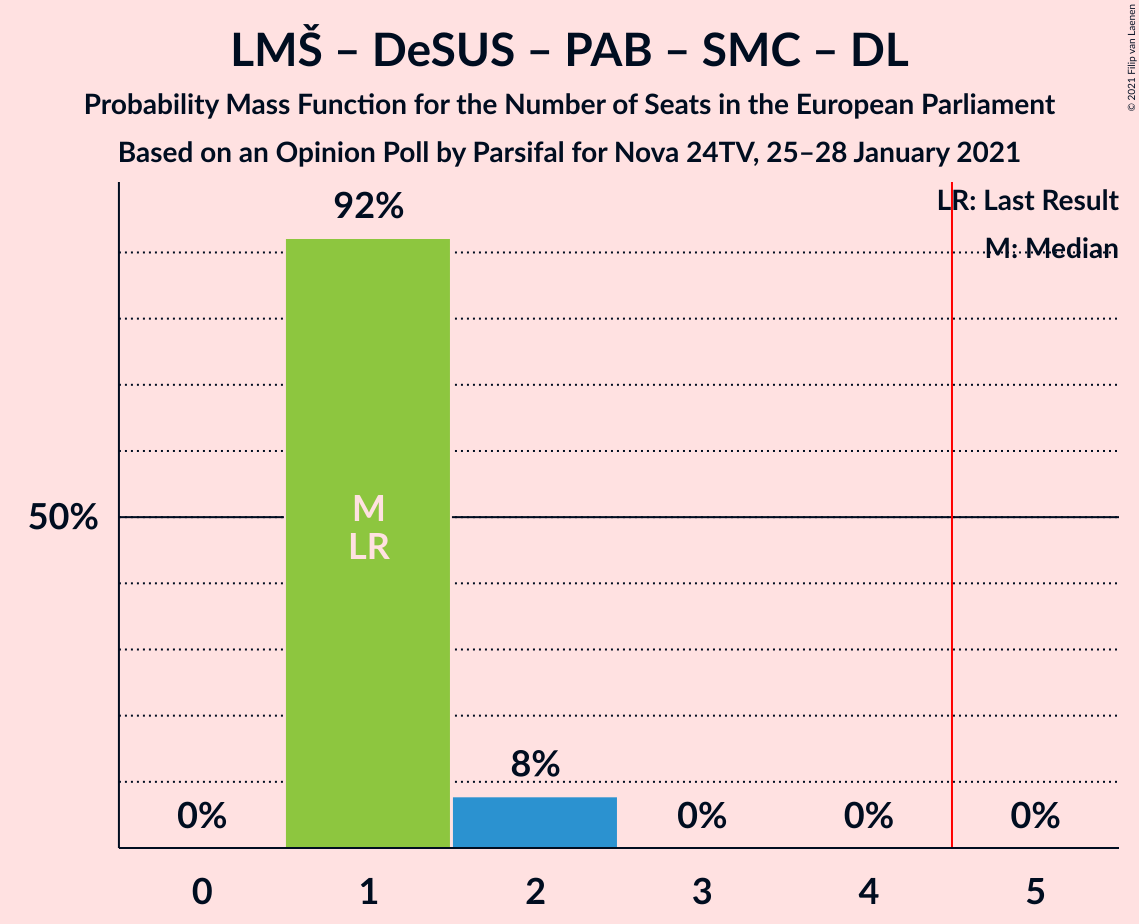 LMŠ – DeSUS – PAB – SMC – DL
Probability Mass Function for the Number of Seats in the European Parliament
Based on an Opinion Poll by Parsifal for Nova 24TV, 25–28 January 2021
© 2021 Filip van Laenen
LR: Last Result
M: Median
92%
50%
M
LR
8%
0%
0%
0%
0%
0
1
2
3
4
5